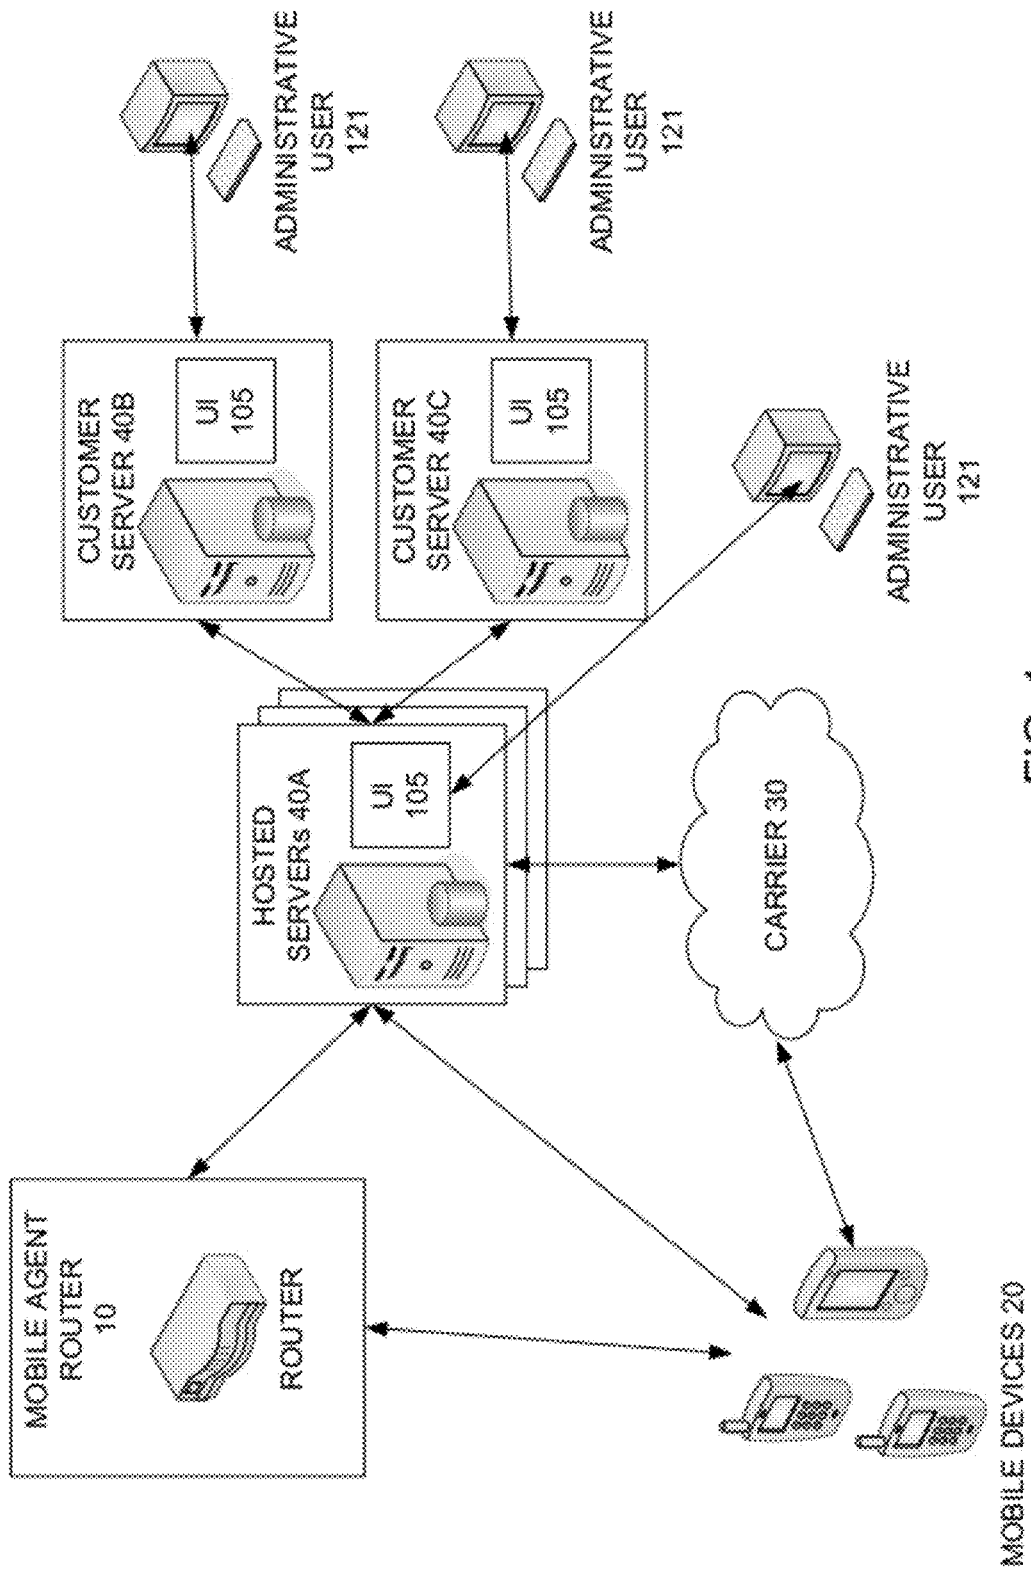 MOBILE AGENT
ROUTER
10
ROUTER
MOBILE DEVICES 20
HOSTED
SERVERs 40A
UI
105
CARRIER 30
CUSTOMER
SERVER 40B
UI
105
CUSTOMER
SERVER 40C
UI
105
ADMINISTRATIVE
USER
121
ADMINISTRATIVE
USER
121
ADMINISTRATIVE
USER
121